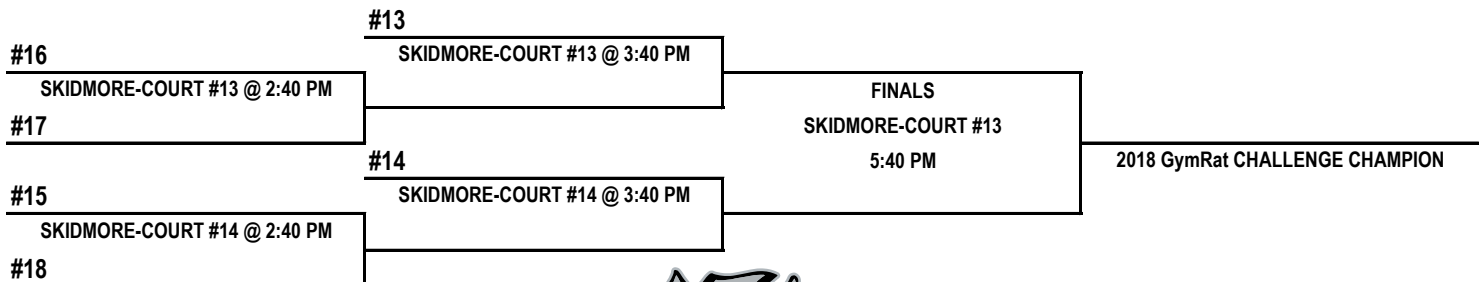 #13
#16
SKIDMORE-COURT #13 @ 3:40 PM
SKIDMORE-COURT #13 @ 2:40 PM
FINALS
#17
SKIDMORE-COURT #13
#14
5:40 PM
2018 GymRat CHALLENGE CHAMPION
#15
SKIDMORE-COURT #14 @ 3:40 PM
SKIDMORE-COURT #14 @ 2:40 PM
#18